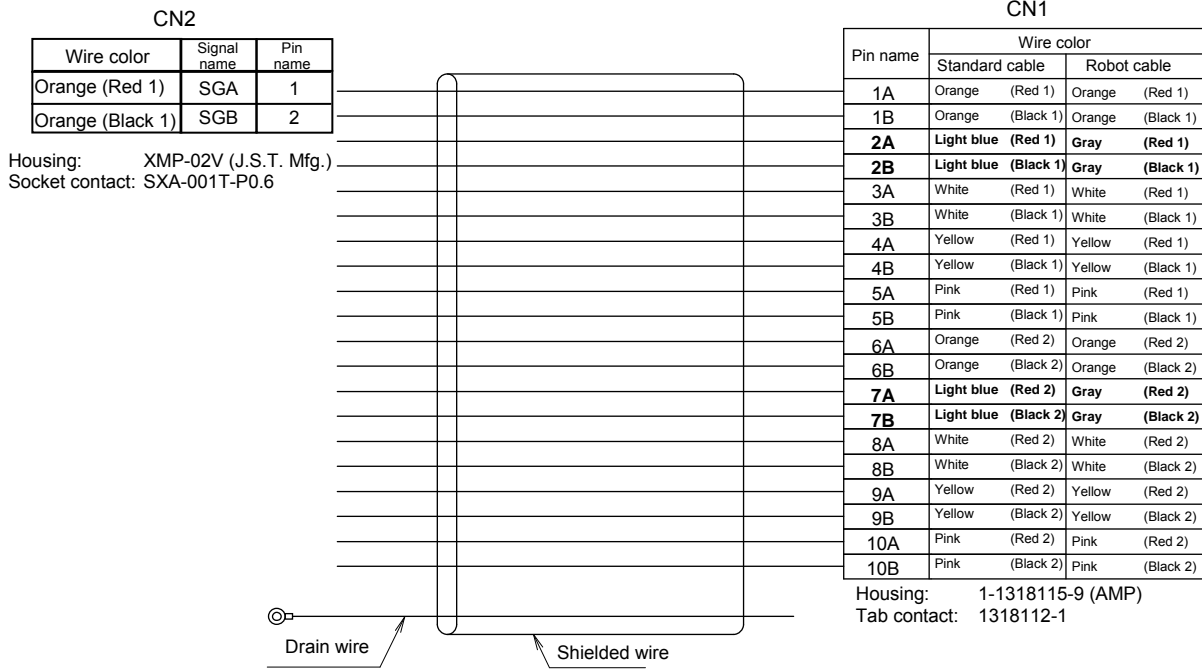 CN2
Wire color Signal name Pin name
Orange (Red 1) SGA 1
Orange (Black 1) SGB 2
Housing: XMP-02V (J.S.T. Mfg.)
Socket contact: SXA-001T-P0.6
CN1
Pin name Wire color
Standard cable Robot cable
1A Orange (Red 1) Orange (Red 1)
1B Orange (Black 1) Orange (Black 1)
2A Light blue (Red 1) Gray (Red 1)
2B Light blue (Black 1) Gray (Black 1)
3A White (Red 1) White (Red 1)
3B White (Black 1) White (Black 1)
4A Yellow (Red 1) Yellow (Red 1)
4B Yellow (Black 1) Yellow (Black 1)
5A Pink (Red 1) Pink (Red 1)
5B Pink (Black 1) Pink (Black 1)
6A Orange (Red 2) Orange (Red 2)
6B Orange (Black 2) Orange (Black 2)
7A Light blue (Red 2) Gray (Red 2)
7B Light blue (Black 2) Gray (Black 2)
8A White (Red 2) White (Red 2)
8B White (Black 2) White (Black 2)
9A Yellow (Red 2) Yellow (Red 2)
9B Yellow (Black 2) Yellow (Black 2)
10A Pink (Red 2) Pink (Red 2)
10B Pink (Black 2) Pink (Black 2)
Housing: 1-1318115-9 (AMP)
Tab contact: 1318112-1
Drain wire
Shielded wire